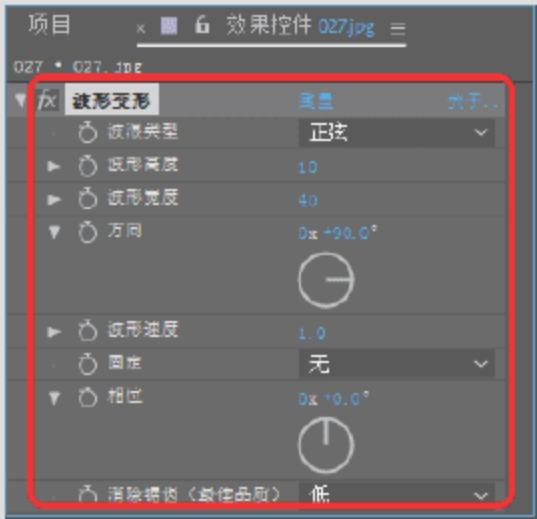 项目 × 效果控件 027.jpg ≡
027 • 027.jpg
fx 波形变形 重置 关于...
波浪类型 正弦
波形高度 10
波形宽度 40
方向 0x +90.0°
波形速度 1.0
固定 无
相位 0x +0.0°
消除锯齿（最佳品质） 低